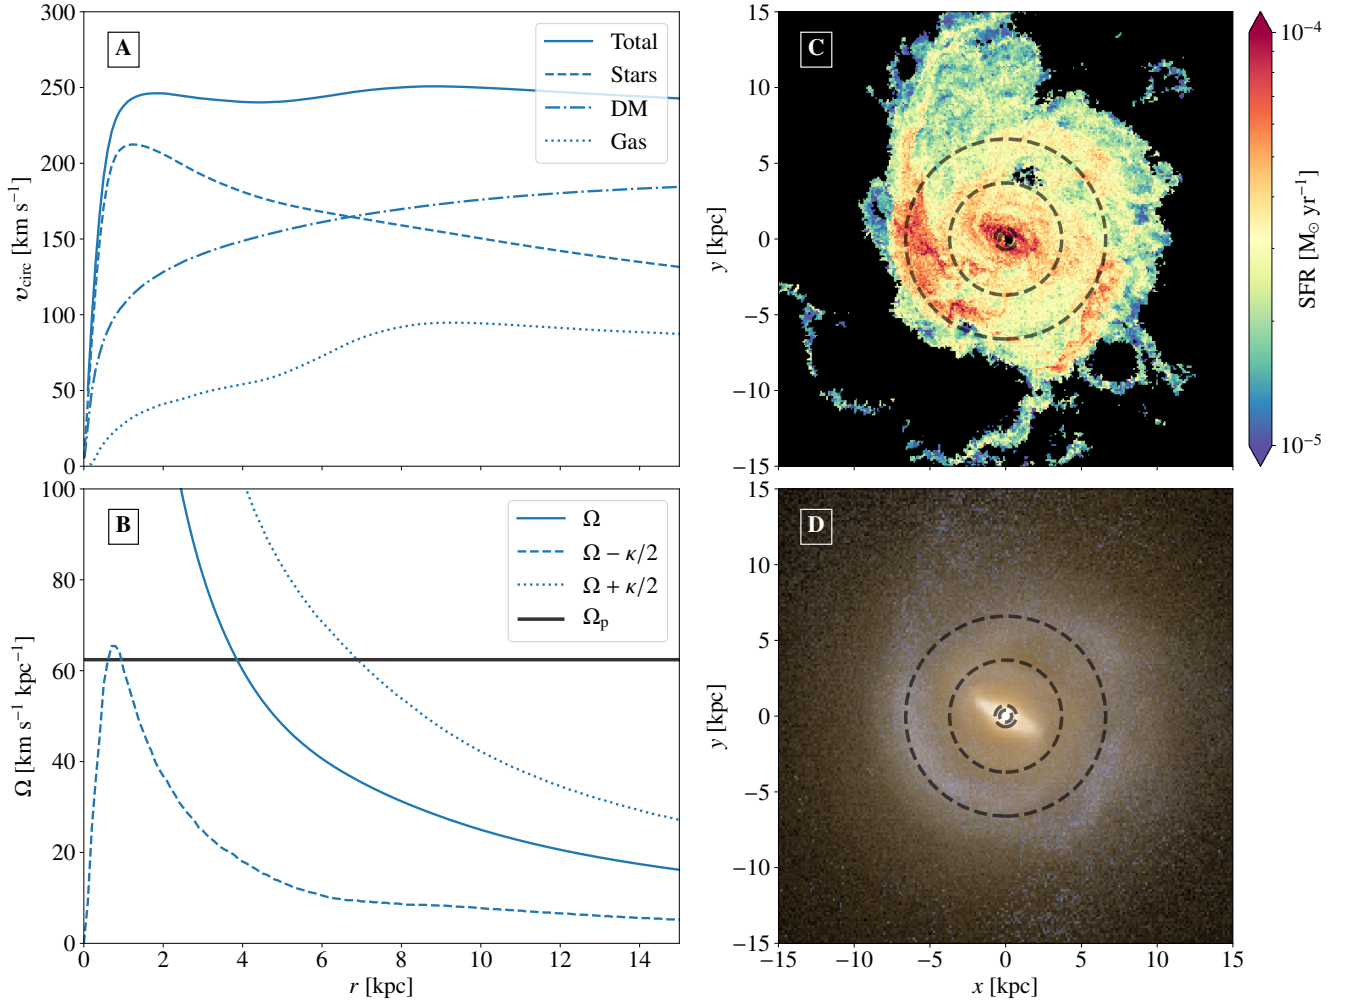 A
Total
Stars
DM
Gas
300
250
200
150
100
50
0
v_circ [km s⁻¹]
B
Ω
Ω − κ/2
Ω + κ/2
Ω_p
100
80
60
40
20
0
Ω [km s⁻¹ kpc⁻¹]
0 2 4 6 8 10 12 14
r [kpc]
C
15
10
5
0
−5
−10
−15
y [kpc]
10⁻⁴
10⁻⁵
SFR [M⊙ yr⁻¹]
D
15
10
5
0
−5
−10
−15
y [kpc]
−15 −10 −5 0 5 10 15
x [kpc]